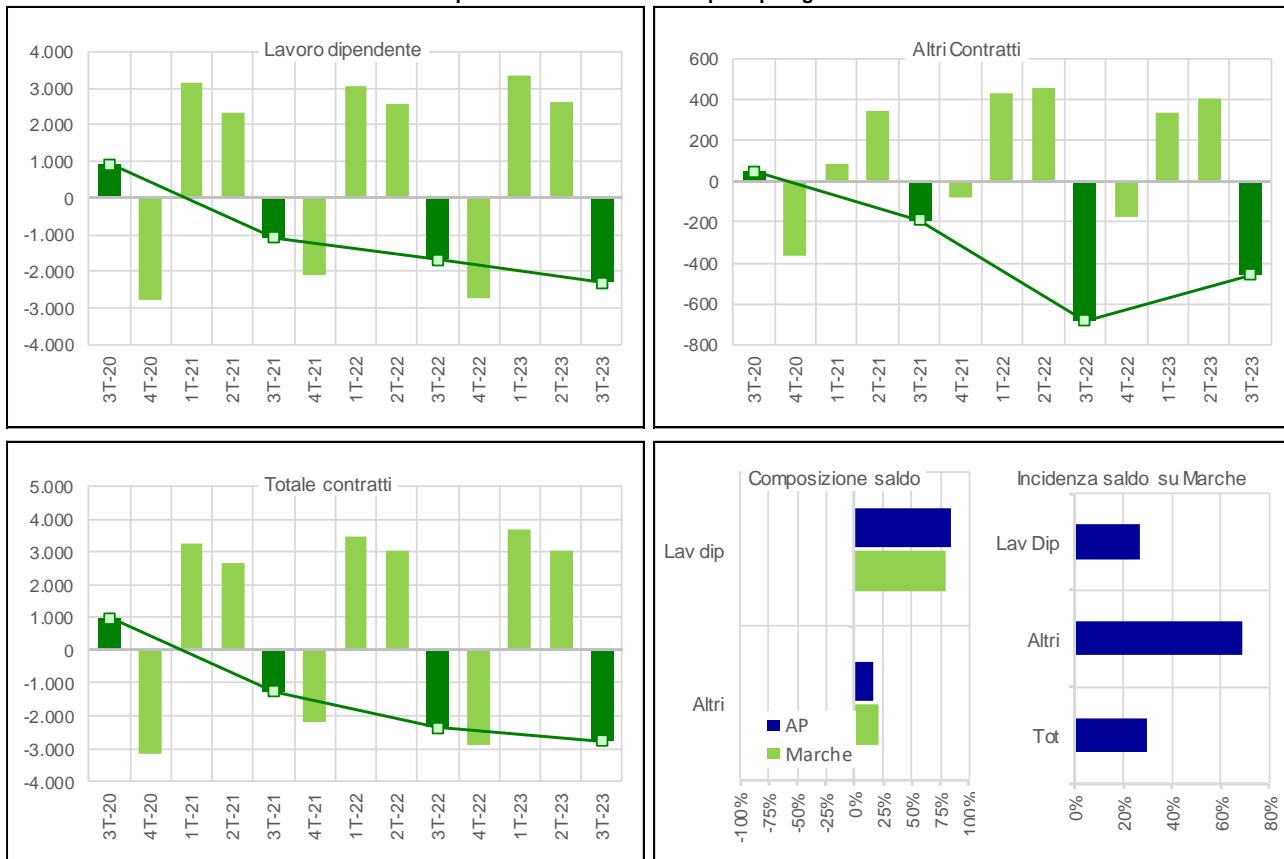 Lavoro dipendente
4.000
3.000
2.000
1.000
0
-1.000
-2.000
-3.000
-4.000
3T-20
4T-20
1T-21
2T-21
3T-21
4T-21
1T-22
2T-22
3T-22
4T-22
1T-23
2T-23
3T-23
Altri Contratti
600
400
200
0
-200
-400
-600
-800
3T-20
4T-20
1T-21
2T-21
3T-21
4T-21
1T-22
2T-22
3T-22
4T-22
1T-23
2T-23
3T-23
Totale contratti
5.000
4.000
3.000
2.000
1.000
0
-1.000
-2.000
-3.000
-4.000
3T-20
4T-20
1T-21
2T-21
3T-21
4T-21
1T-22
2T-22
3T-22
4T-22
1T-23
2T-23
3T-23
Composizione saldo
Lav dip
Altri
AP
Marche
-100%
-75%
-50%
-25%
0%
25%
50%
75%
100%
Incidenza saldo su Marche
Lav Dip
Altri
Tot
0%
20%
40%
60%
80%